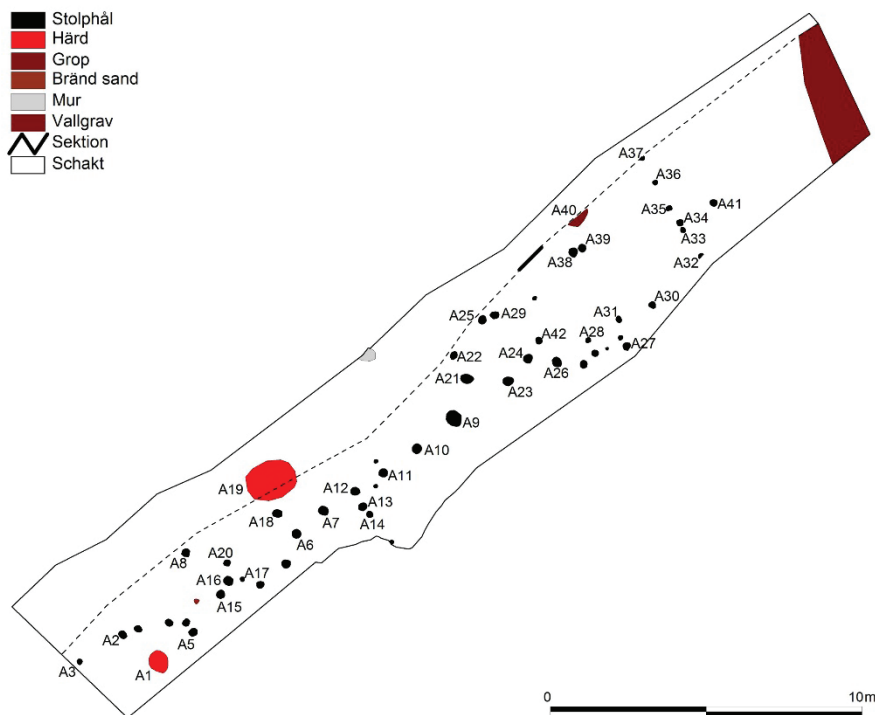 Stolphål
Härd
Grop
Bränd sand
Mur
Vallgrav
Sektion
Schakt
A37
A36
A40
A35
A41
A34
A39
A33
A38
A32
A30
A25
A29
A31
A42
A28
A22
A24
A27
A26
A21
A23
A9
A10
A11
A19
A12
A13
A18
A7
A14
A6
A8
A20
A16
A17
A15
A2
A5
A3
A1
0
10m